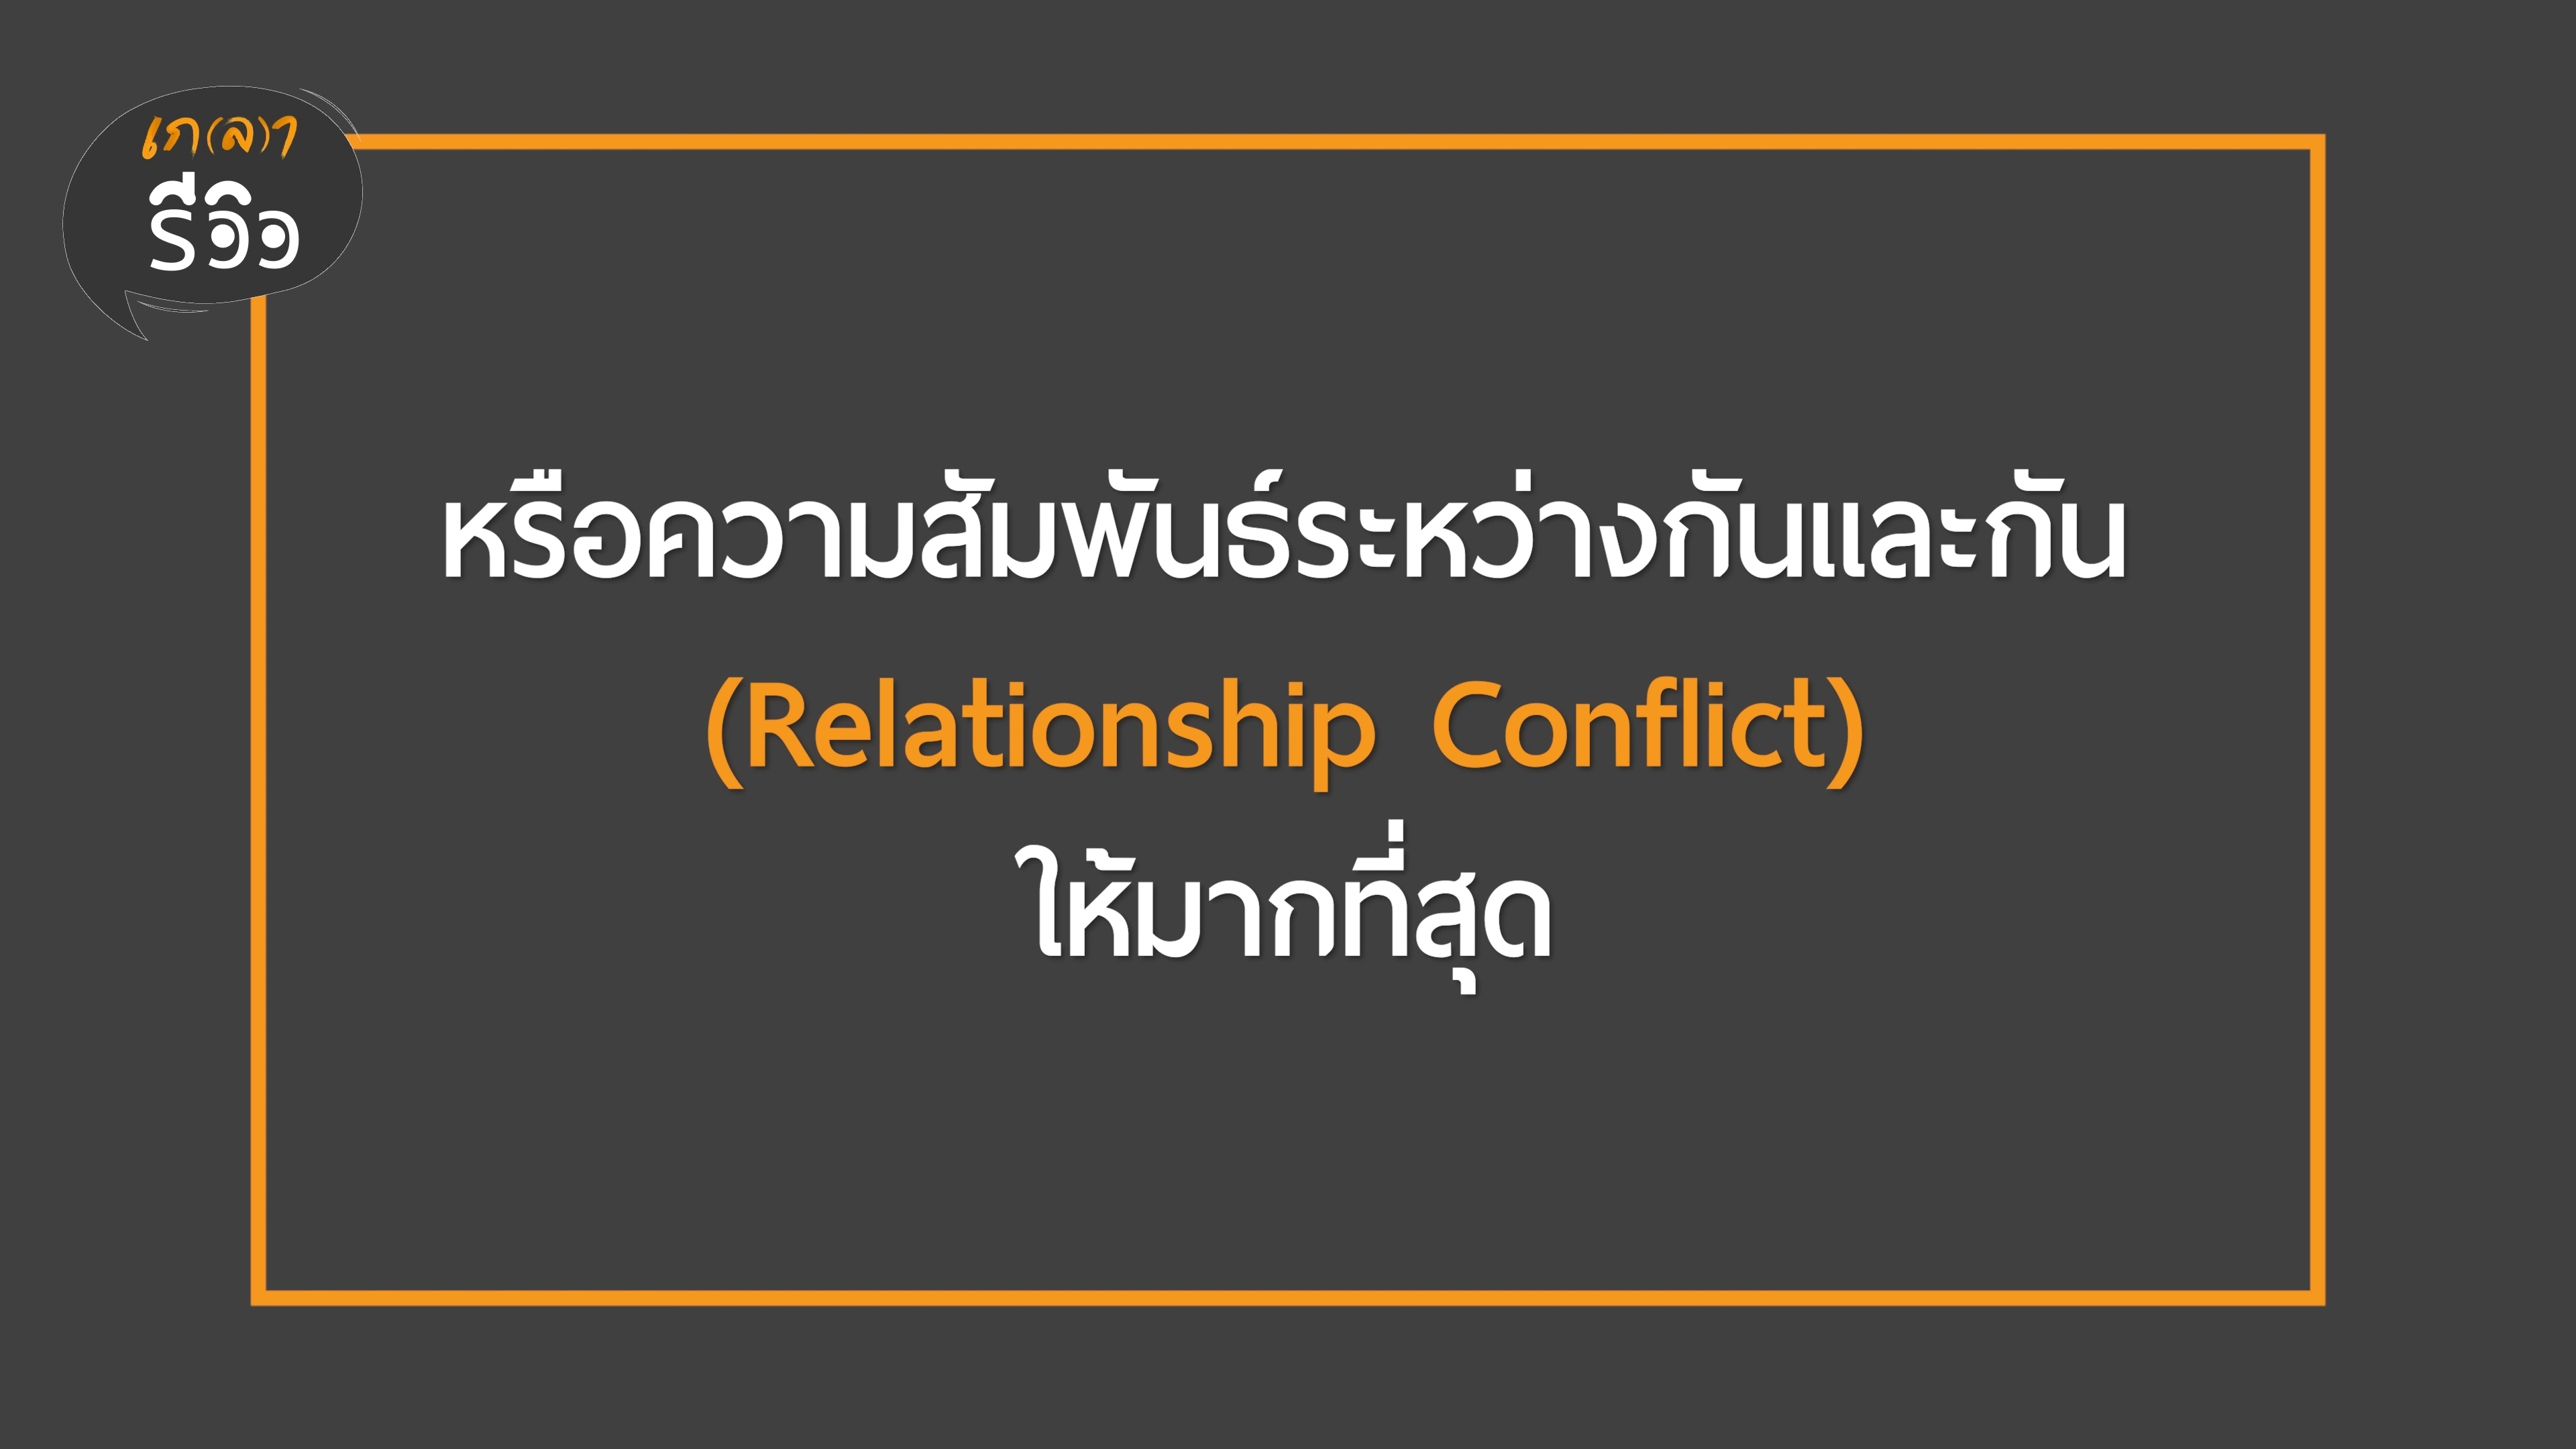 เก(ล)า
รีวิว
หรือความสัมพันธ์ระหว่างกันและกัน
(Relationship Conflict)
ให้มากที่สุด